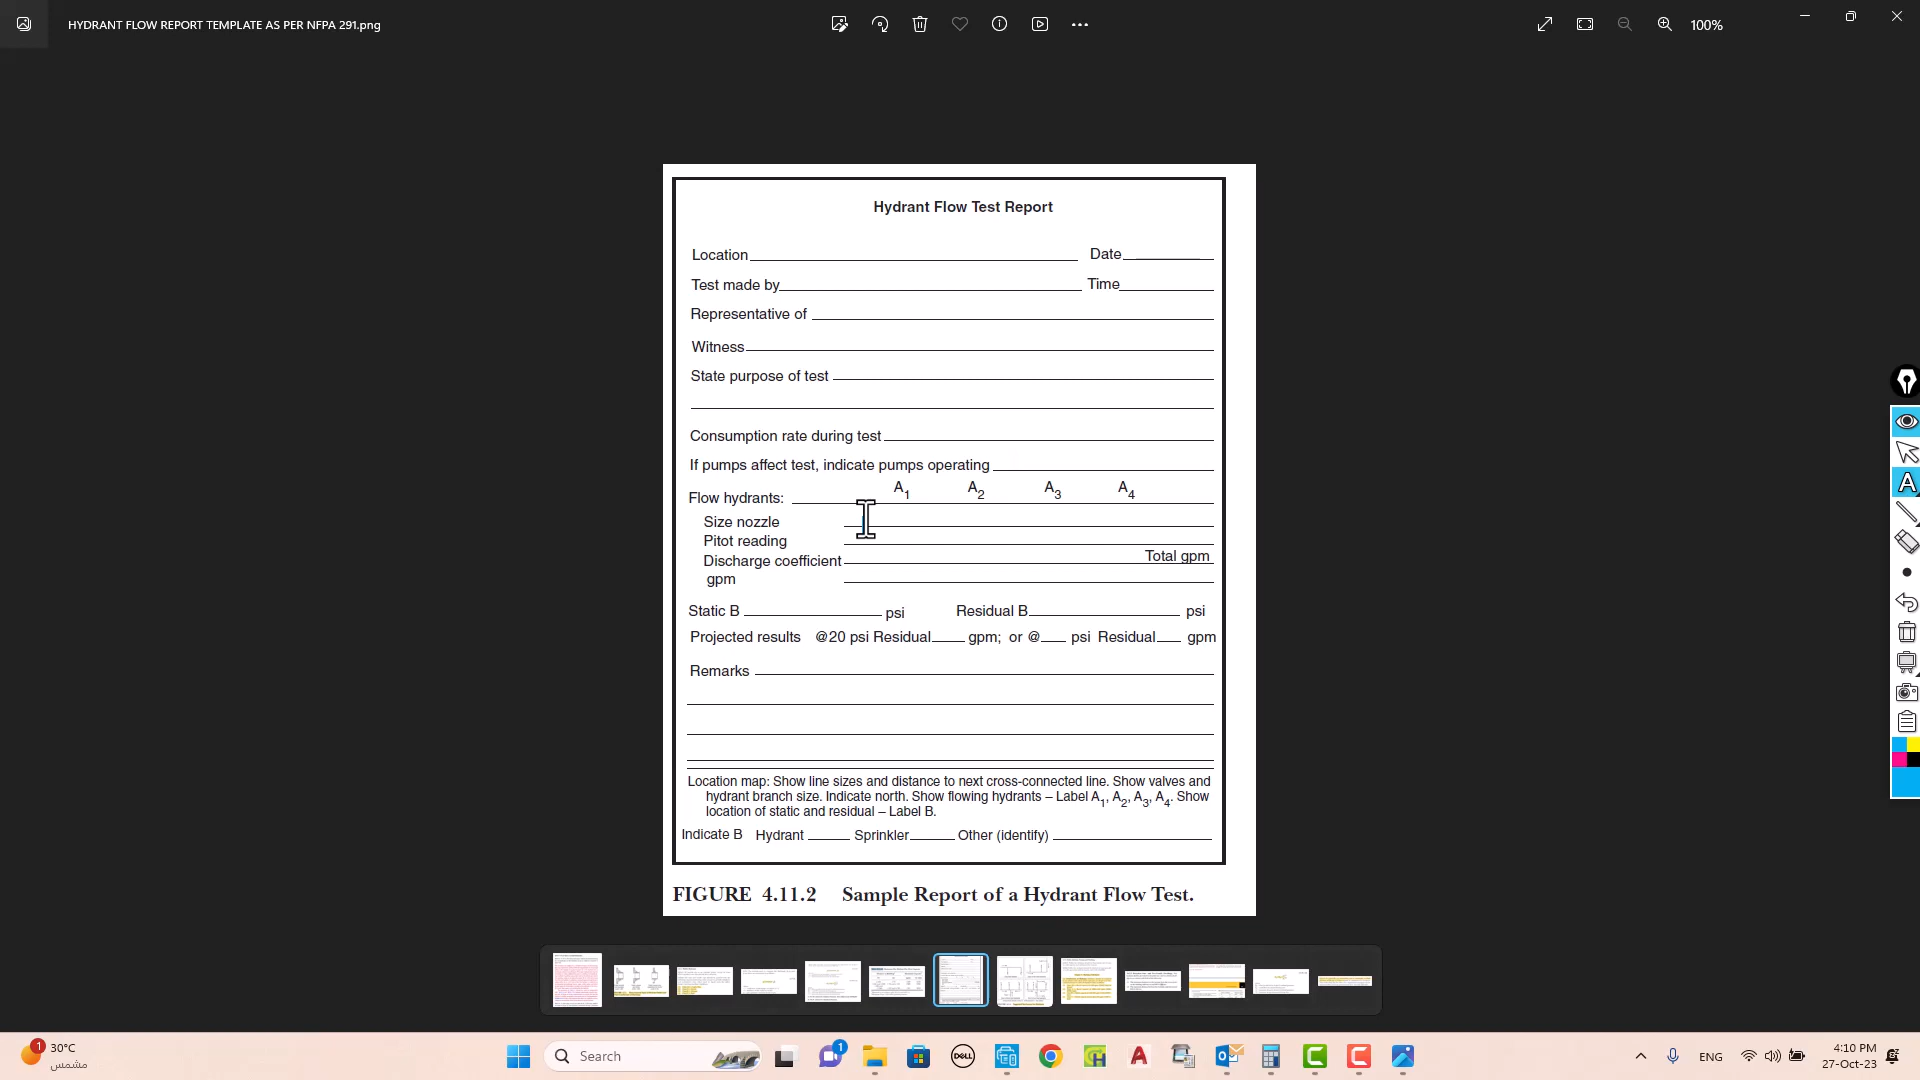 HYDRANT FLOW REPORT TEMPLATE AS PER NFPA 291.png
100%
Hydrant Flow Test Report
Location Date
Test made by Time
Representative of
Witness
State purpose of test
Consumption rate during test
If pumps affect test, indicate pumps operating
A1 A2 A3 A4
Flow hydrants:
Size nozzle
Pitot reading
Discharge coefficient Total gpm
gpm
Static B psi Residual B psi
Projected results @20 psi Residual gpm; or @ psi Residual gpm
Remarks
Location map: Show line sizes and distance to next cross-connected line. Show valves and
hydrant branch size. Indicate north. Show flowing hydrants – Label A1, A2, A3, A4. Show
location of static and residual – Label B.
Indicate B Hydrant Sprinkler Other (identify)
FIGURE 4.11.2 Sample Report of a Hydrant Flow Test.
1
30°C
مشمس
Search
1
DELL
ENG
4:10 PM
27-Oct-23